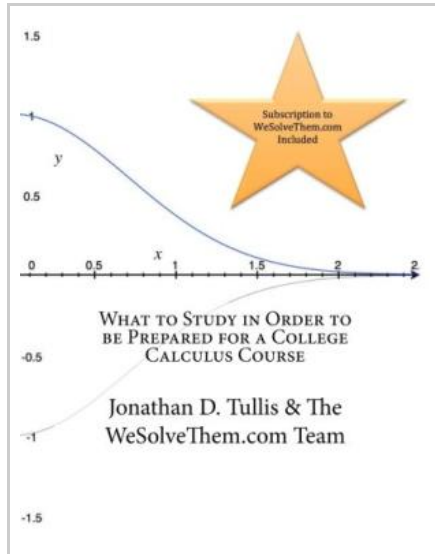 1.5
Subscription to
WeSolveThem.com
Included
1
y
0.5
x
0 0.5 1 1.5 2 2.
-0.5
WHAT TO STUDY IN ORDER TO
BE PREPARED FOR A COLLEGE
CALCULUS COURSE
Jonathan D. Tullis & The
WeSolveThem.com Team
-1
-1.5